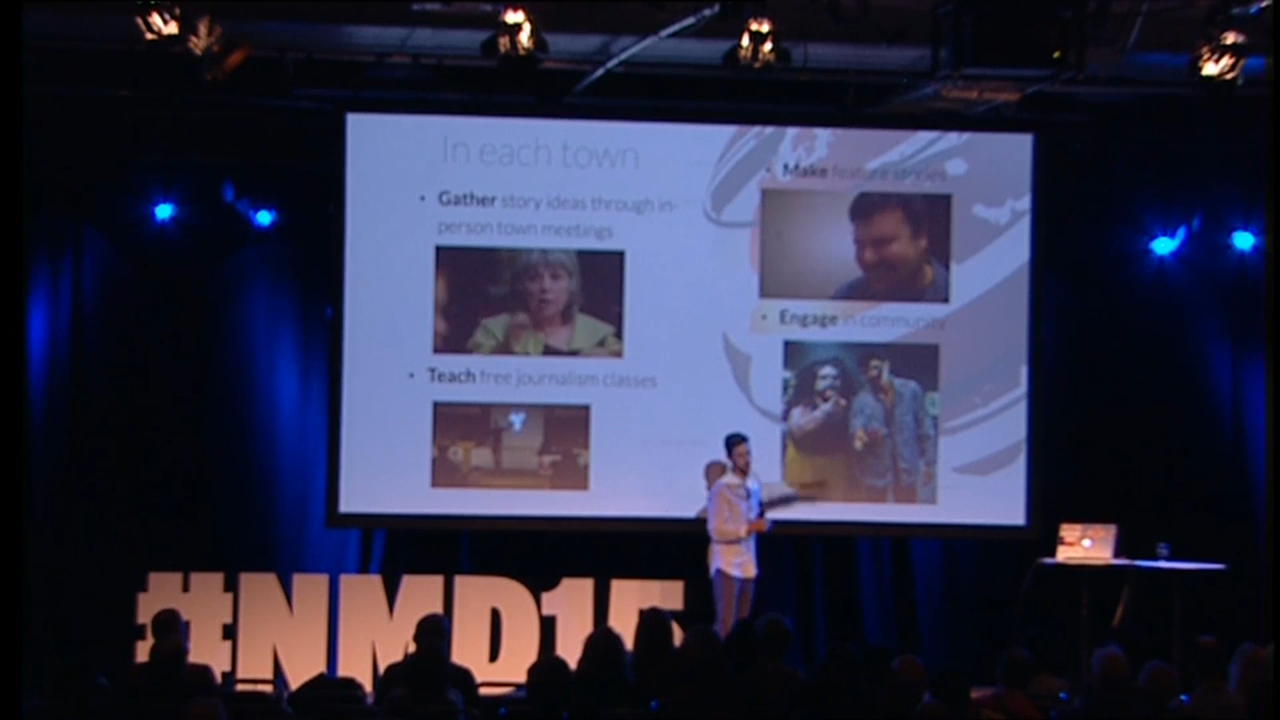 In each town
• Gather story ideas through in-
person town meetings
• Teach free journalism classes
• Make feature stories
• Engage in community
#NMD15